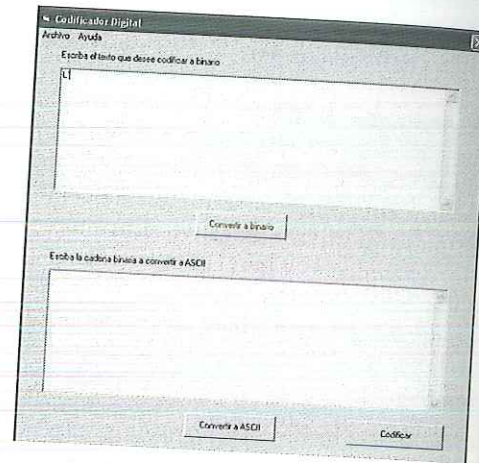 Codificador Digital
Archivo Ayuda
Escriba el texto que desee codificar a binario
Convertir a binario
Escriba la cadena binaria a convertir a ASCII
Convertir a ASCII
Codificar